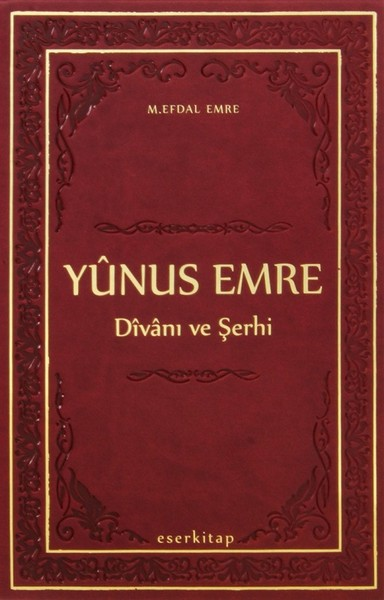 M.EFDAL EMRE
YÛNUS EMRE
Dîvânı ve Şerhi
eserkitap